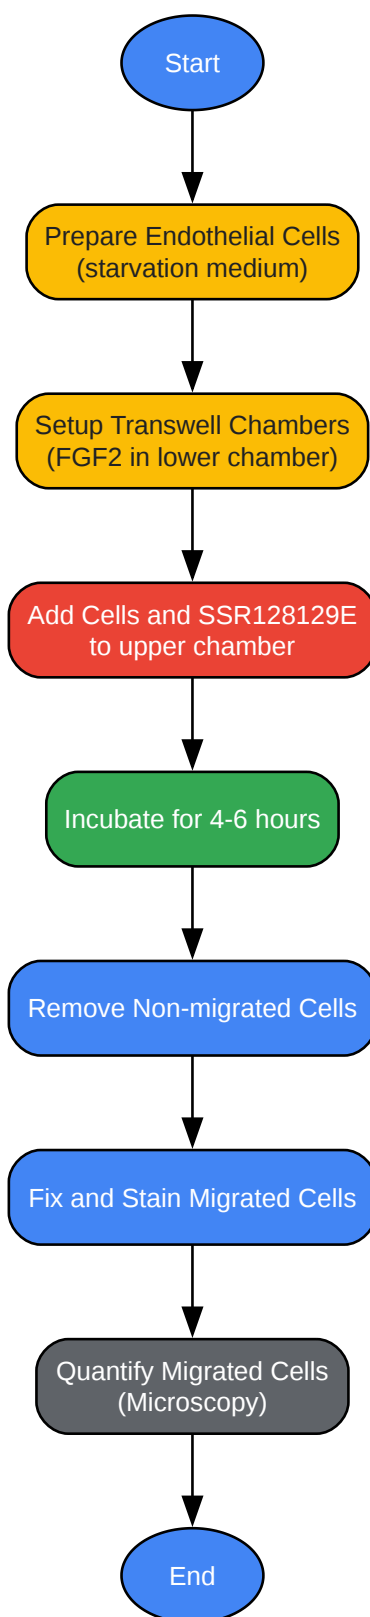 Start
Prepare Endothelial Cells
(starvation medium)
Setup Transwell Chambers
(FGF2 in lower chamber)
Add Cells and SSR128129E
to upper chamber
Incubate for 4-6 hours
Remove Non-migrated Cells
Fix and Stain Migrated Cells
Quantify Migrated Cells
(Microscopy)
End